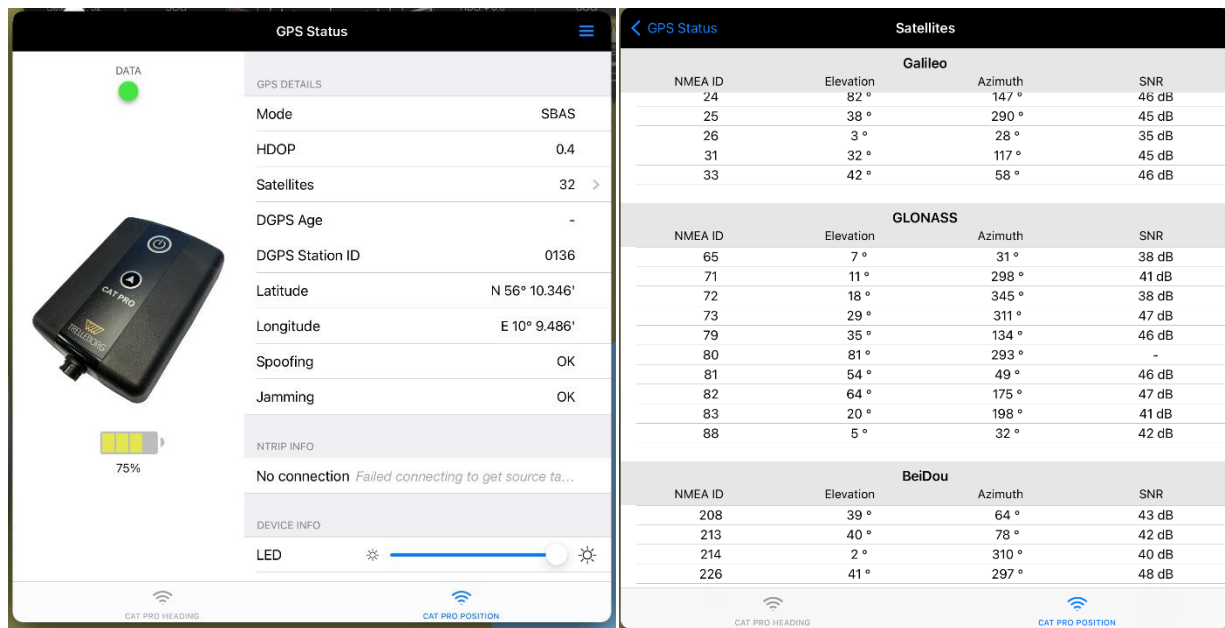 GPS Status
DATA
GPS DETAILS
Mode SBAS
HDOP 0.4
Satellites 32
DGPS Age -
DGPS Station ID 0136
Latitude N 56° 10.346'
Longitude E 10° 9.486'
Spoofing OK
Jamming OK
CAT PRO
TRELLEBORG
75%
NTRIP INFO
No connection Failed connecting to get source ta...
DEVICE INFO
LED
CAT PRO HEADING CAT PRO POSITION
GPS Status Satellites
Galileo
NMEA ID Elevation Azimuth SNR
24 82 ° 147 ° 46 dB
25 38 ° 290 ° 45 dB
26 3 ° 28 ° 35 dB
31 32 ° 117 ° 45 dB
33 42 ° 58 ° 46 dB
GLONASS
NMEA ID Elevation Azimuth SNR
65 7 ° 31 ° 38 dB
71 11 ° 298 ° 41 dB
72 18 ° 345 ° 38 dB
73 29 ° 311 ° 47 dB
79 35 ° 134 ° 46 dB
80 81 ° 293 ° -
81 54 ° 49 ° 46 dB
82 64 ° 175 ° 47 dB
83 20 ° 198 ° 41 dB
88 5 ° 32 ° 42 dB
BeiDou
NMEA ID Elevation Azimuth SNR
208 39 ° 64 ° 43 dB
213 40 ° 78 ° 42 dB
214 2 ° 310 ° 40 dB
226 41 ° 297 ° 48 dB
CAT PRO HEADING CAT PRO POSITION